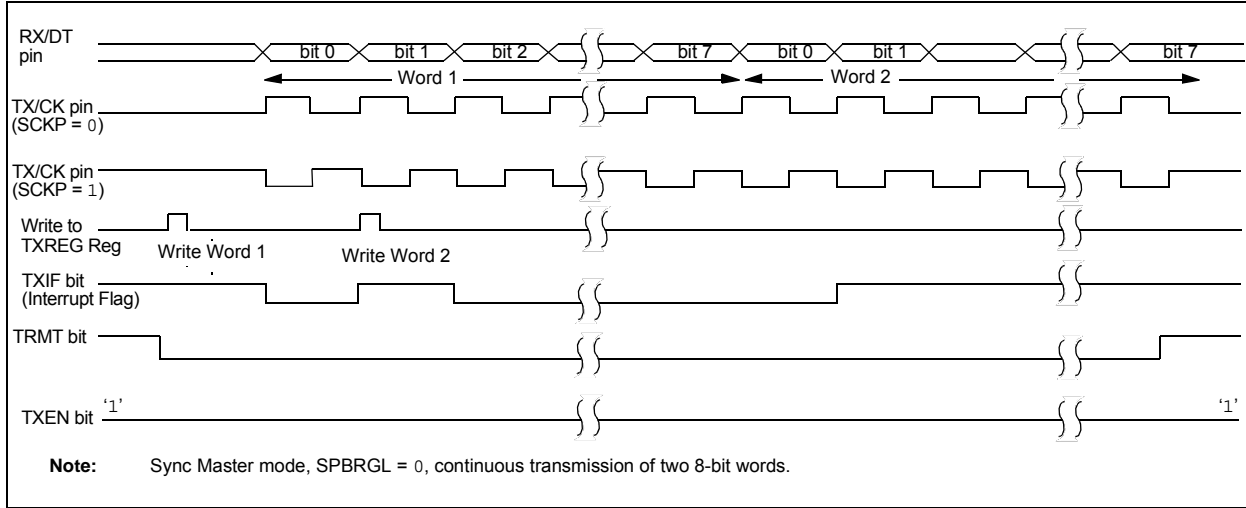 RX/DT
pin
bit 0 bit 1 bit 2 bit 7 bit 0 bit 1 bit 7
Word 1 Word 2
TX/CK pin
(SCKP = 0)
TX/CK pin
(SCKP = 1)
Write to
TXREG Reg
Write Word 1 Write Word 2
TXIF bit
(Interrupt Flag)
TRMT bit
TXEN bit ‘1’ ‘1’
Note: Sync Master mode, SPBRGL = 0, continuous transmission of two 8-bit words.